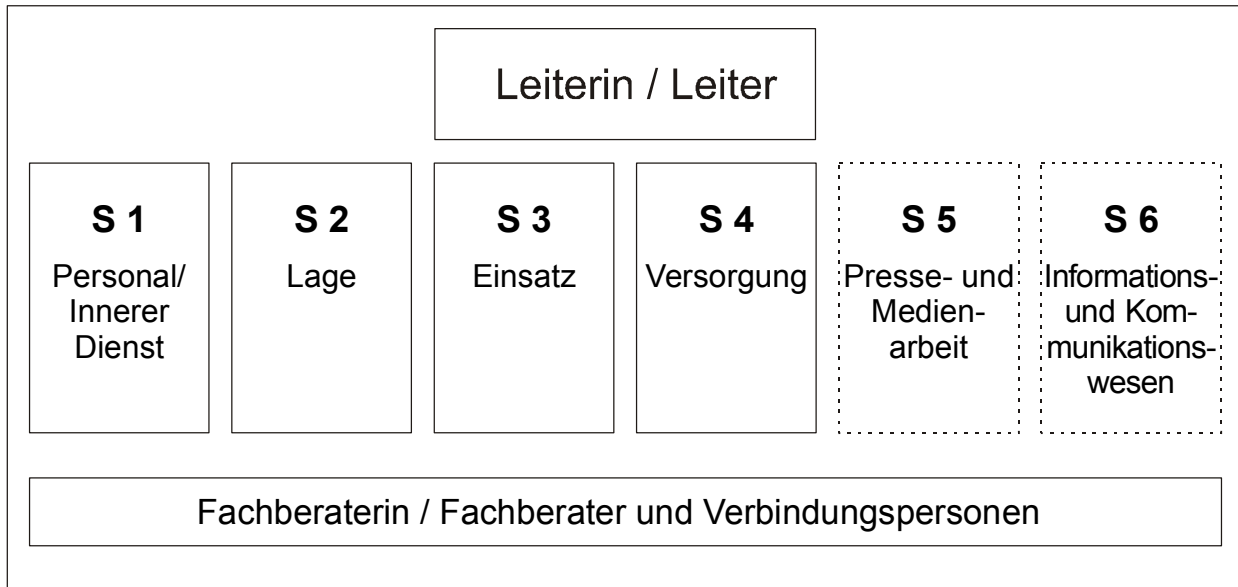 Leiterin / Leiter
S 1
Personal/
Innerer
Dienst
S 2
Lage
S 3
Einsatz
S 4
Versorgung
S 5
Presse- und
Medien-
arbeit
S 6
Informations-
und Kom-
munikations-
wesen
Fachberaterin / Fachberater und Verbindungspersonen